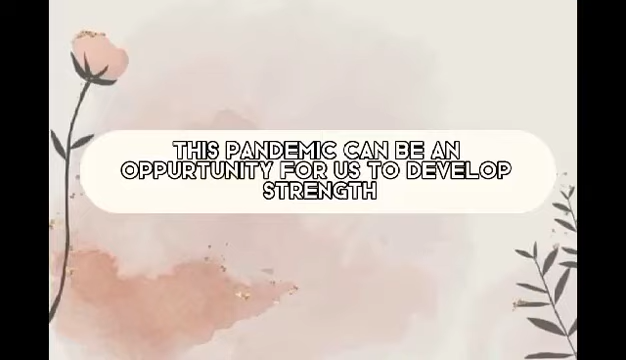 THIS PANDEMIC CAN BE AN
OPPURTUNITY FOR US TO DEVELOP
STRENGTH